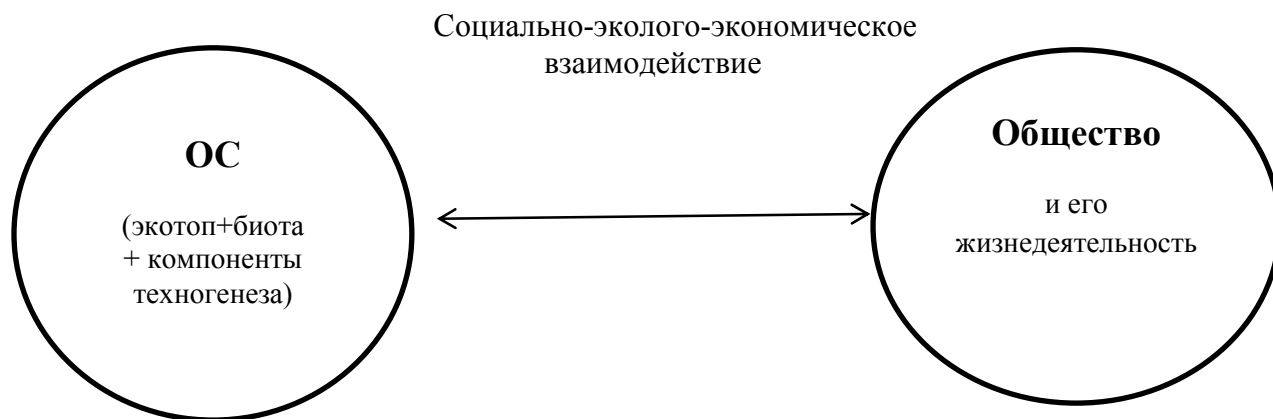 Социально-эколого-экономическое
взаимодействие
ОС
(экотоп+биота
+ компоненты
техногенеза)
Общество
и его
жизнедеятельность